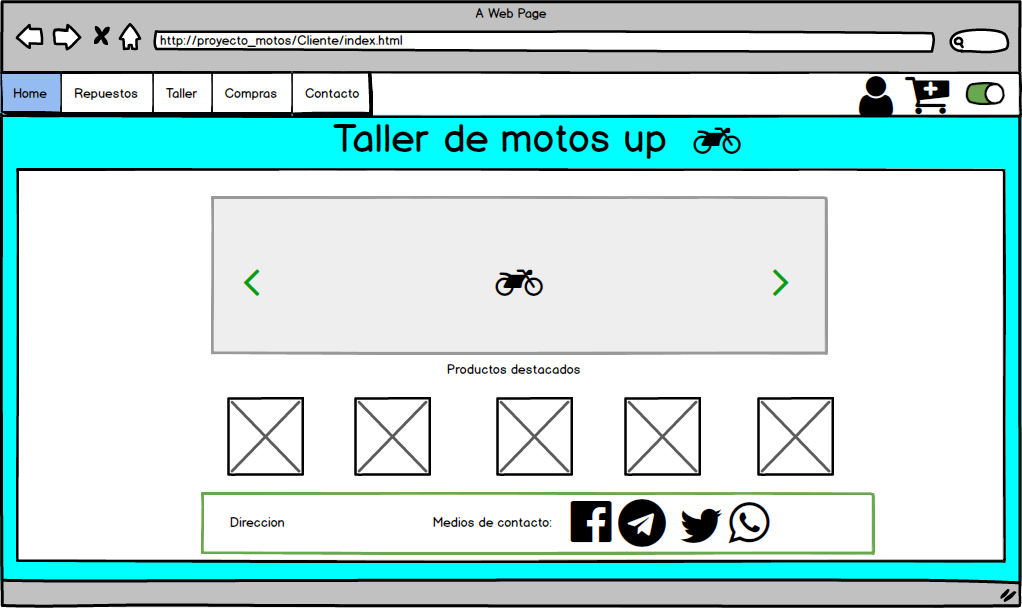 A Web Page
http://proyecto_motos/Cliente/index.html
Home Repuestos Taller Compras Contacto
Taller de motos up
Productos destacados
Direccion Medios de contacto: